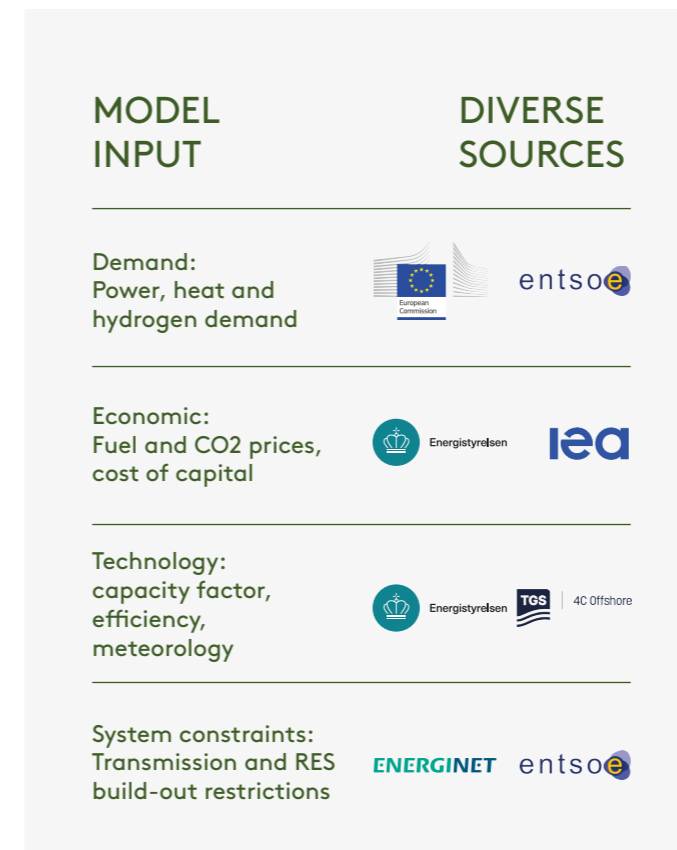 MODEL
INPUT
DIVERSE
SOURCES
Demand:
Power, heat and
hydrogen demand
European
Commission
entsoe
Economic:
Fuel and CO2 prices,
cost of capital
Energistyrelsen
iea
Technology:
capacity factor,
efficiency,
meteorology
Energistyrelsen
TGS
4C Offshore
System constraints:
Transmission and RES
build-out restrictions
ENERGINET
entsoe